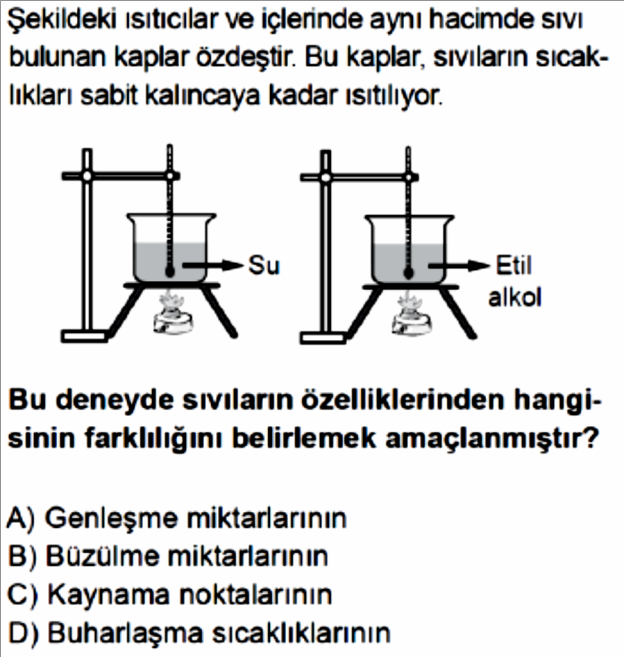 Şekildeki ısıtıcılar ve içlerinde aynı hacimde sıvı
bulunan kaplar özdeştir. Bu kaplar, sıvıların sıcak-
lıkları sabit kalıncaya kadar ısıtılıyor.
Su
Etil
alkol
Bu deneyde sıvıların özelliklerinden hangi-
sinin farklılığını belirlemek amaçlanmıştır?
A) Genleşme miktarlarının
B) Büzülme miktarlarının
C) Kaynama noktalarının
D) Buharlaşma sıcaklıklarının